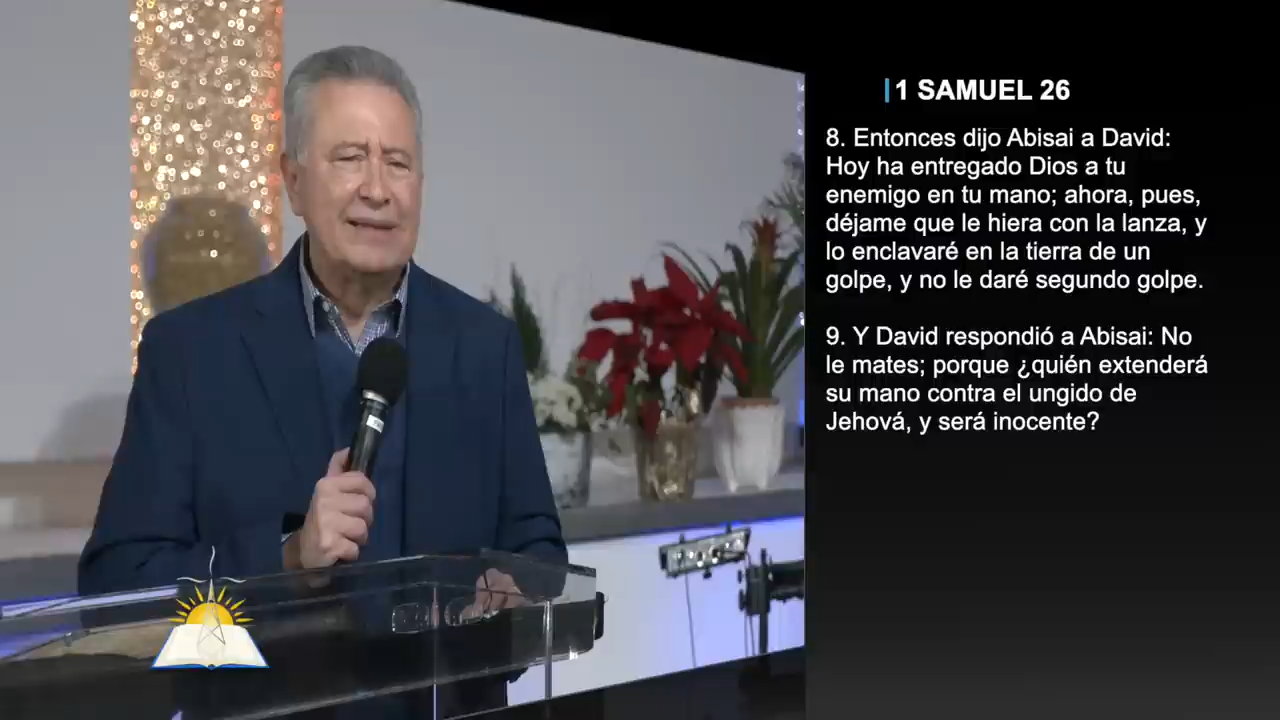 1 SAMUEL 26
8. Entonces dijo Abisai a David:
Hoy ha entregado Dios a tu
enemigo en tu mano; ahora, pues,
déjame que le hiera con la lanza, y
lo enclavaré en la tierra de un
golpe, y no le daré segundo golpe.
9. Y David respondió a Abisai: No
le mates; porque ¿quién extenderá
su mano contra el ungido de
Jehová, y será inocente?